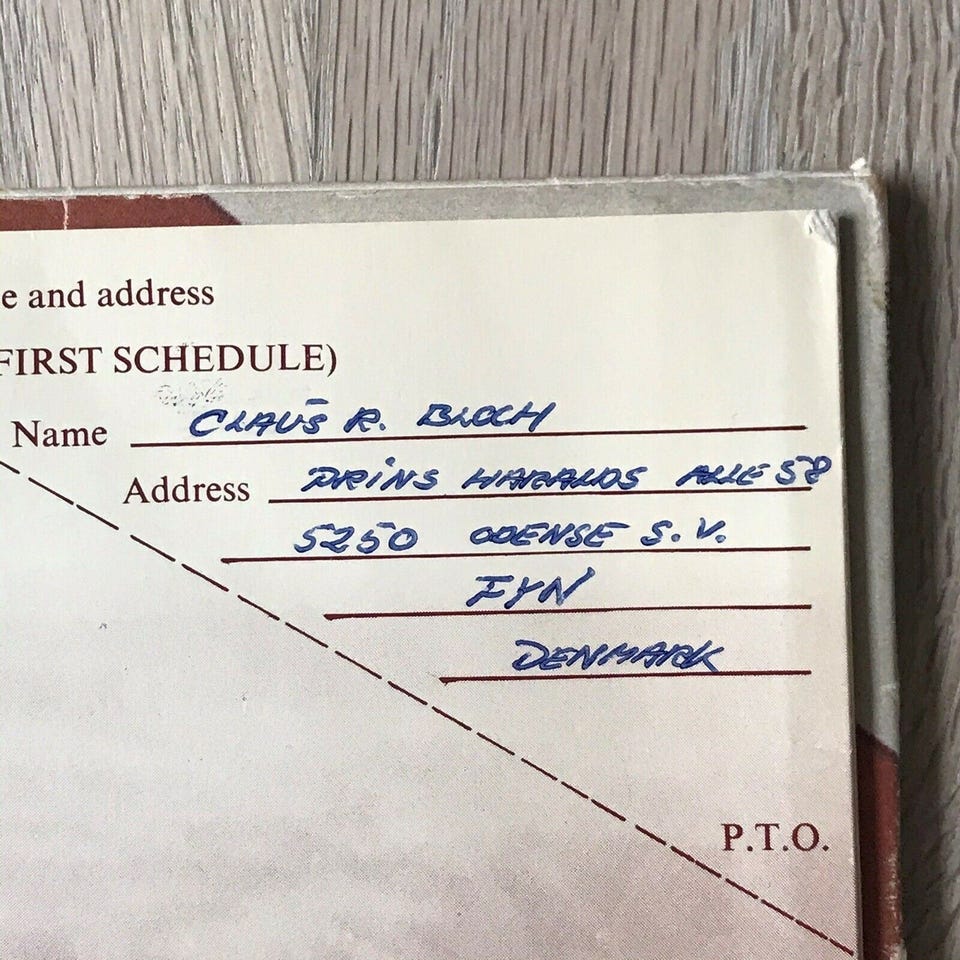 e and address
FIRST SCHEDULE)
Name CLAUS R. BLOCH
Address PRINS HARALDS ALLE 58
5250 ODENSE S.V.
FYN
DENMARK
P.T.O.